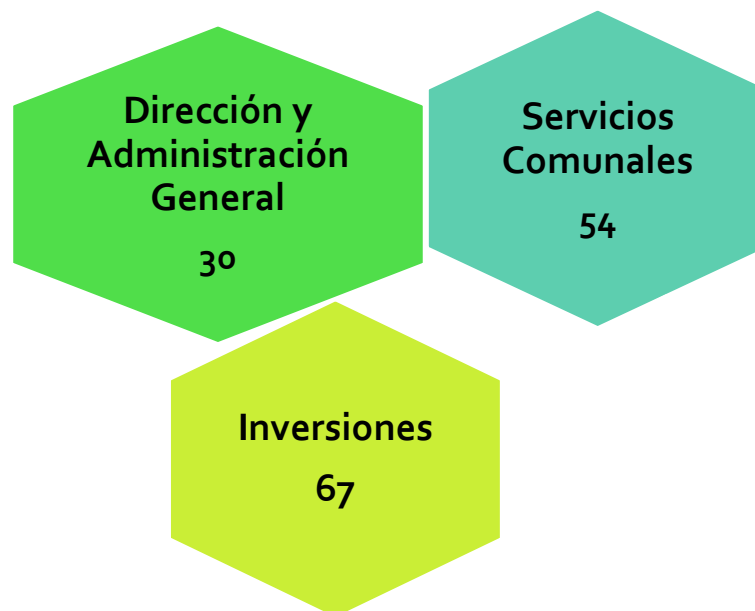 Dirección y
Administración
General
30
Servicios
Comunales
54
Inversiones
67